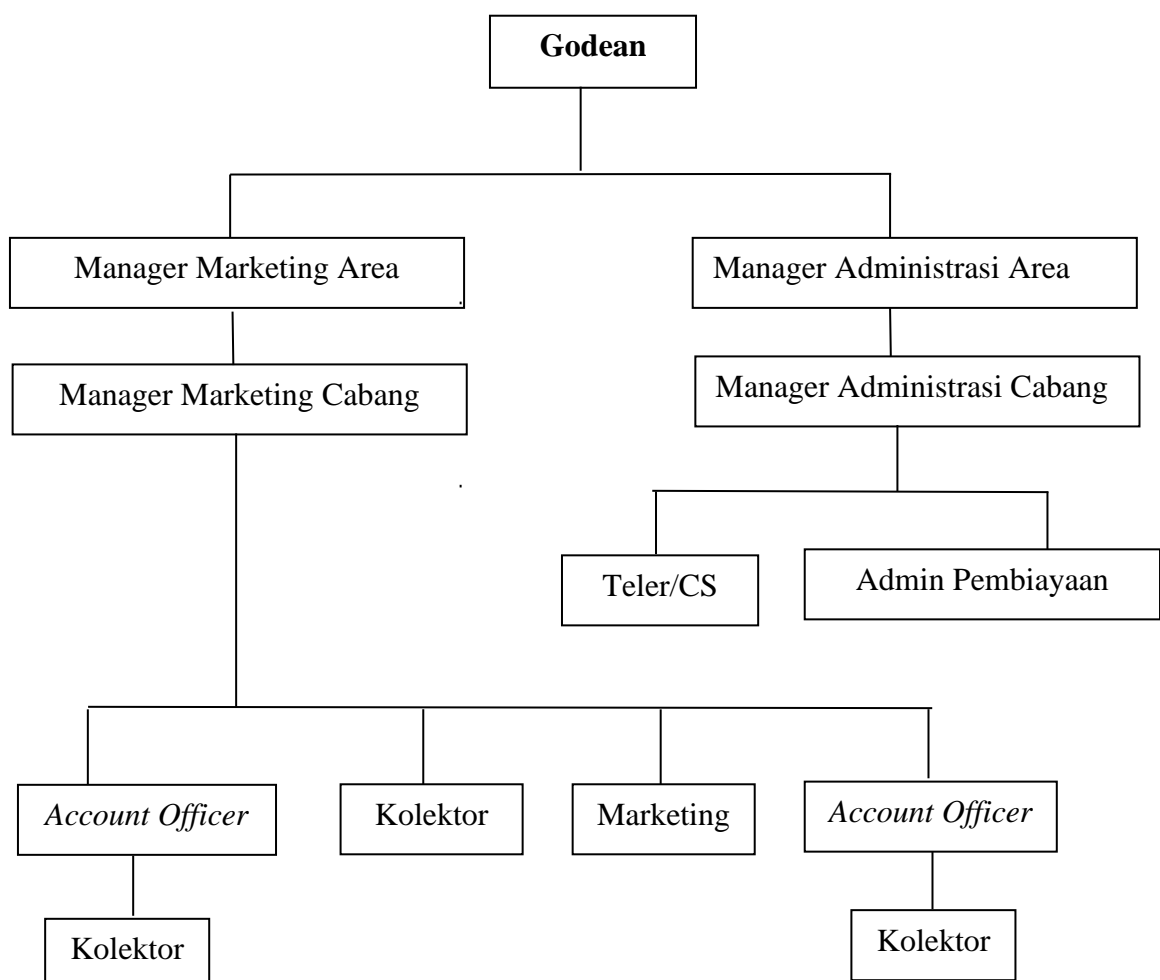 Godean
Manager Marketing Area
Manager Administrasi Area
Manager Marketing Cabang
Manager Administrasi Cabang
Teler/CS
Admin Pembiayaan
Account Officer
Kolektor
Marketing
Account Officer
Kolektor
Kolektor